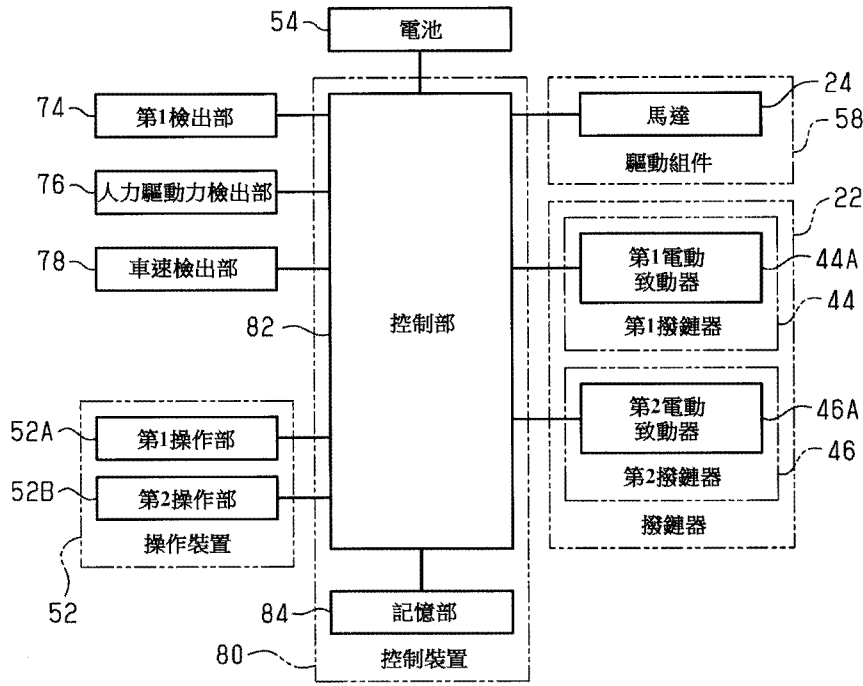 54
電池
74
第1檢出部
24
馬達
58
驅動組件
76
人力驅動力檢出部
22
78
車速檢出部
第1電動
致動器
44A
第1撥鏈器
44
82
控制部
第2電動
致動器
46A
第2撥鏈器
46
撥鏈器
52A
第1操作部
52B
第2操作部
操作裝置
52
84
記憶部
80
控制裝置